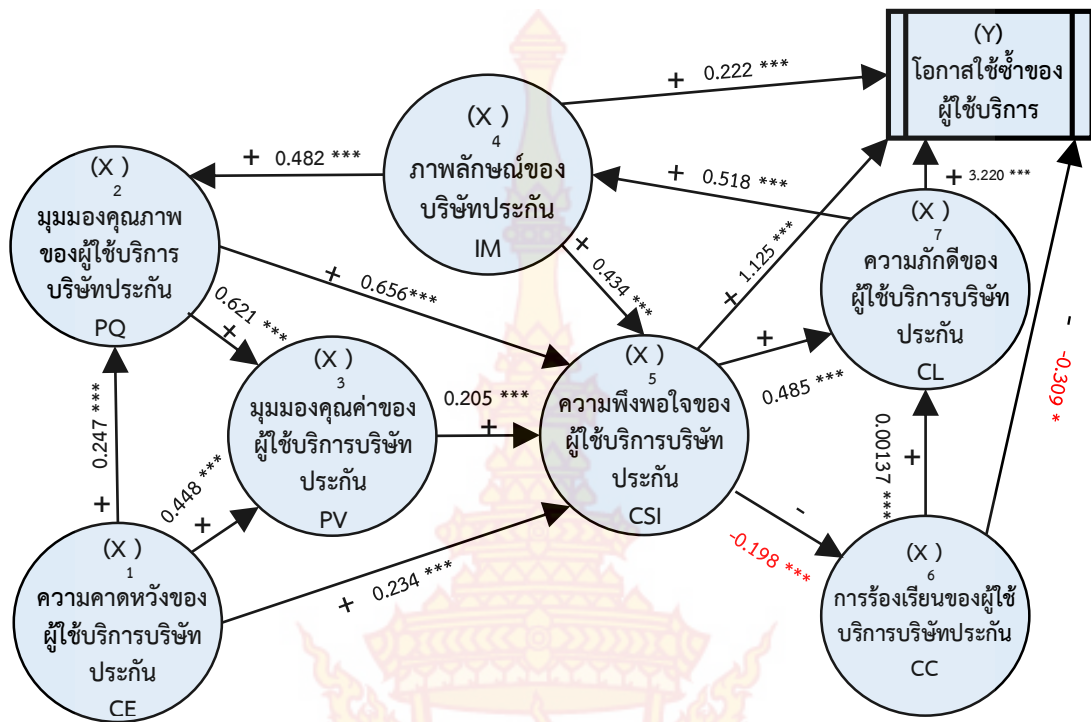 (Y)
โอกาสใช้ซ้ำของ
ผู้ใช้บริการ
+ 0.222 ***
(X )
4
ภาพลักษณ์ของ
บริษัทประกัน
IM
+ 0.482 ***
+ 0.518 ***
+ 3.220 ***
(X )
2
มุมมองคุณภาพ
ของผู้ใช้บริการ
บริษัทประกัน
PQ
(X )
7
ความภักดีของ
ผู้ใช้บริการบริษัท
ประกัน
CL
+ 0.434 ***
+ 1.125 ***
+ 0.656***
0.621 ***
+
-
-0.309 *
(X )
3
มุมมองคุณค่าของ
ผู้ใช้บริการบริษัท
ประกัน
PV
0.205 ***
+
(X )
5
ความพึงพอใจของ
ผู้ใช้บริการบริษัท
ประกัน
CSI
+
0.485 ***
0.247 ***
+
0.448 ***
+
0.00137 ***
+
-
-0.198 ***
+ 0.234 ***
(X )
1
ความคาดหวังของ
ผู้ใช้บริการบริษัท
ประกัน
CE
(X )
6
การร้องเรียนของผู้ใช้
บริการบริษัทประกัน
CC